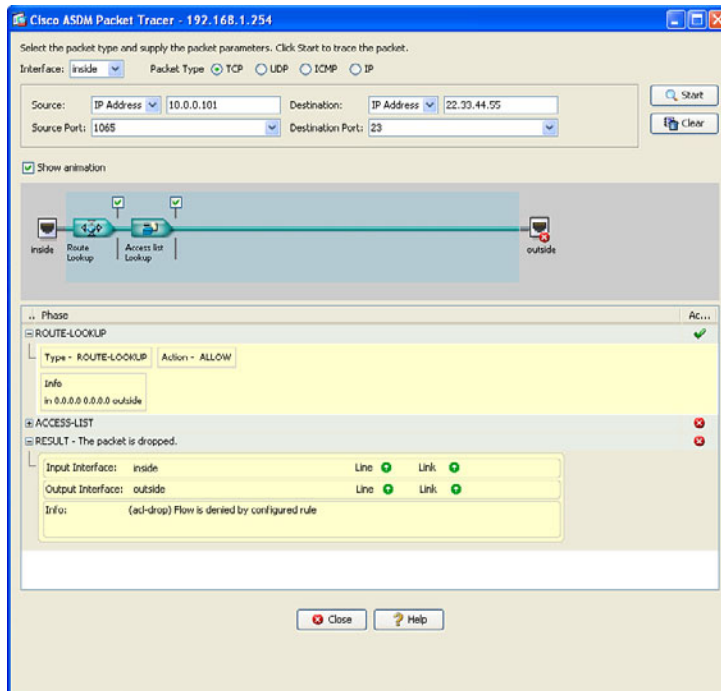 Cisco ASDM Packet Tracer - 192.168.1.254
Select the packet type and supply the packet parameters. Click Start to trace the packet.
Interface: inside Packet Type TCP UDP ICMP IP
Source: IP Address 10.0.0.101 Destination: IP Address 22.33.44.55
Start
Source Port: 1065 Destination Port: 23
Clear
Show animation
inside Route Lookup Access list Lookup outside
.. Phase Ac...
ROUTE-LOOKUP
Type - ROUTE-LOOKUP Action - ALLOW
Info
in 0.0.0.0 0.0.0.0 outside
ACCESS-LIST
RESULT - The packet is dropped.
Input Interface: inside Line Link
Output Interface: outside Line Link
Info: (acl-drop) Flow is denied by configured rule
Close Help